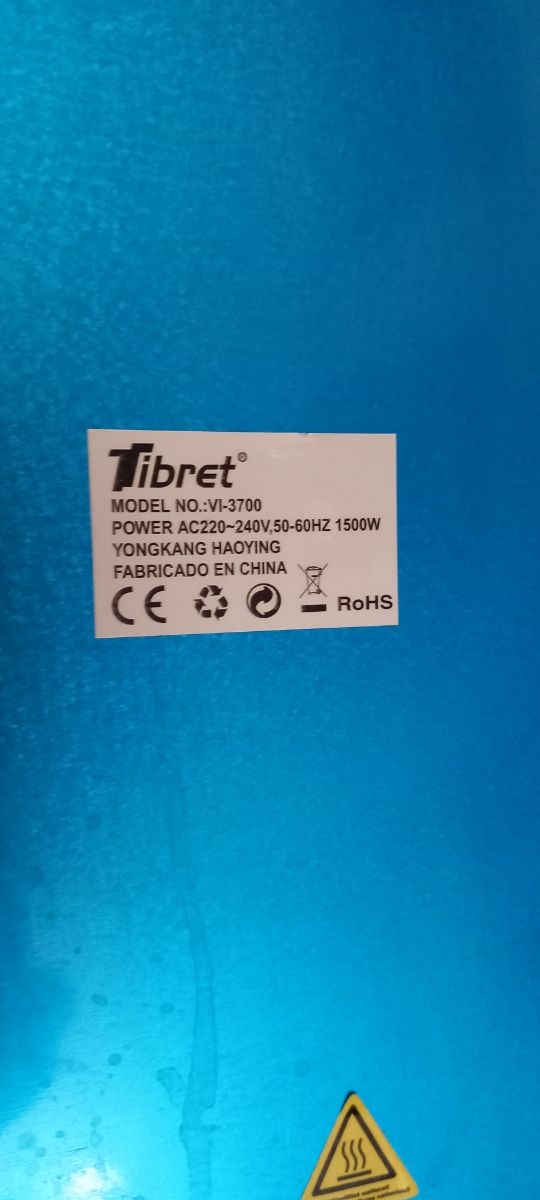 Tibret®
MODEL NO.:VI-3700
POWER AC220~240V,50-60HZ 1500W
YONGKANG HAOYING
FABRICADO EN CHINA
CE
RoHS